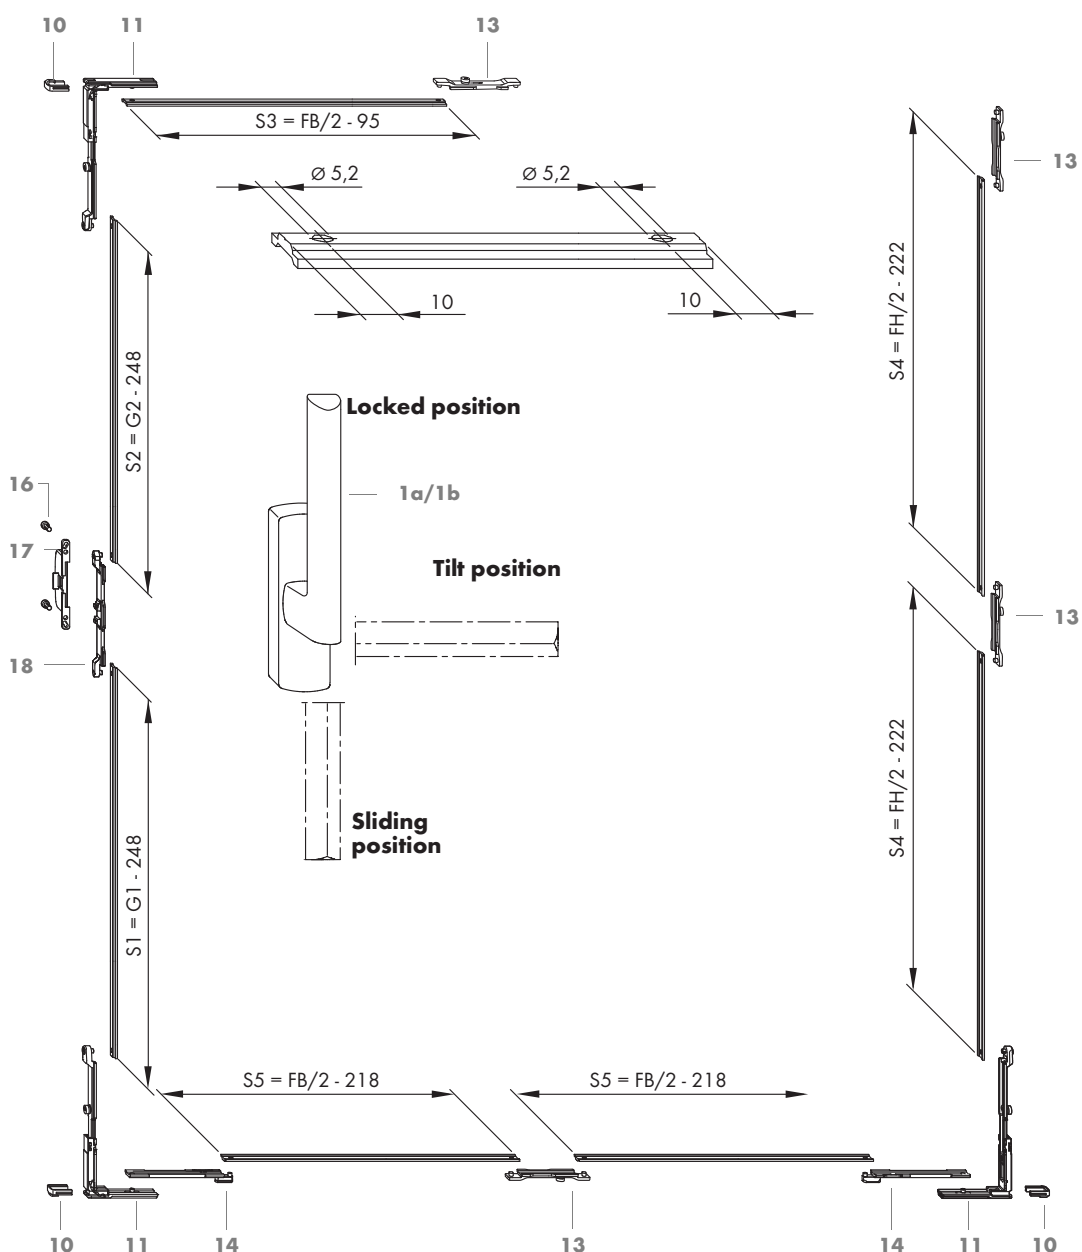 10
11
13
S3 = FB/2 - 95
13
Ø 5,2
Ø 5,2
10
10
S2 = G2 - 248
S4 = FH/2 - 222
Locked position
16
1a/1b
17
Tilt position
13
18
Sliding
position
S1 = G1 - 248
S4 = FH/2 - 222
S5 = FB/2 - 218
S5 = FB/2 - 218
10
11
14
13
14
11
10